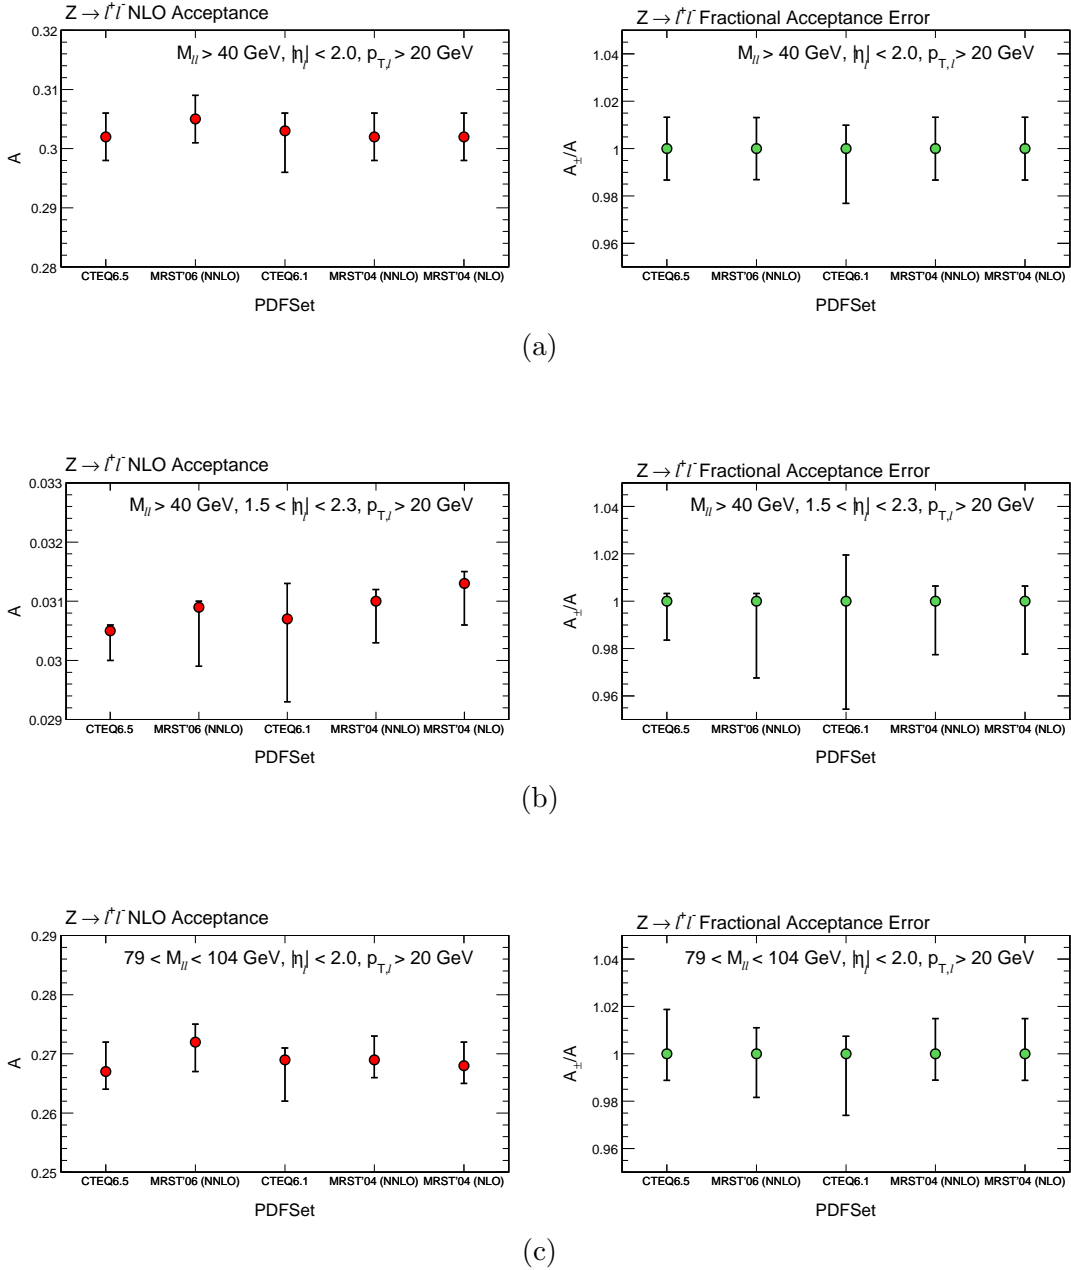 Z → l⁺l⁻ NLO Acceptance
M_ll > 40 GeV, |η_l| < 2.0, p_T,l > 20 GeV
0.32
0.31
0.3
0.29
0.28
A
CTEQ6.5 MRST'06 (NNLO) CTEQ6.1 MRST'04 (NNLO) MRST'04 (NLO)
PDFSet
Z → l⁺l⁻ Fractional Acceptance Error
M_ll > 40 GeV, |η_l| < 2.0, p_T,l > 20 GeV
1.04
1.02
1
0.98
0.96
A_±/A
CTEQ6.5 MRST'06 (NNLO) CTEQ6.1 MRST'04 (NNLO) MRST'04 (NLO)
PDFSet
(a)
Z → l⁺l⁻ NLO Acceptance
M_ll > 40 GeV, 1.5 < |η_l| < 2.3, p_T,l > 20 GeV
0.033
0.032
0.031
0.03
0.029
A
CTEQ6.5 MRST'06 (NNLO) CTEQ6.1 MRST'04 (NNLO) MRST'04 (NLO)
PDFSet
Z → l⁺l⁻ Fractional Acceptance Error
M_ll > 40 GeV, 1.5 < |η_l| < 2.3, p_T,l > 20 GeV
1.04
1.02
1
0.98
0.96
A_±/A
CTEQ6.5 MRST'06 (NNLO) CTEQ6.1 MRST'04 (NNLO) MRST'04 (NLO)
PDFSet
(b)
Z → l⁺l⁻ NLO Acceptance
79 < M_ll < 104 GeV, |η_l| < 2.0, p_T,l > 20 GeV
0.29
0.28
0.27
0.26
0.25
A
CTEQ6.5 MRST'06 (NNLO) CTEQ6.1 MRST'04 (NNLO) MRST'04 (NLO)
PDFSet
Z → l⁺l⁻ Fractional Acceptance Error
79 < M_ll < 104 GeV, |η_l| < 2.0, p_T,l > 20 GeV
1.04
1.02
1
0.98
0.96
A_±/A
CTEQ6.5 MRST'06 (NNLO) CTEQ6.1 MRST'04 (NNLO) MRST'04 (NLO)
PDFSet
(c)